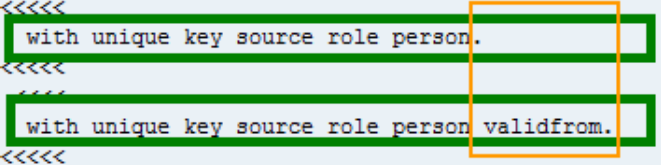 <<<<<
with unique key source role person.
<<<<<
<<<<
with unique key source role person validfrom.
<<<<<